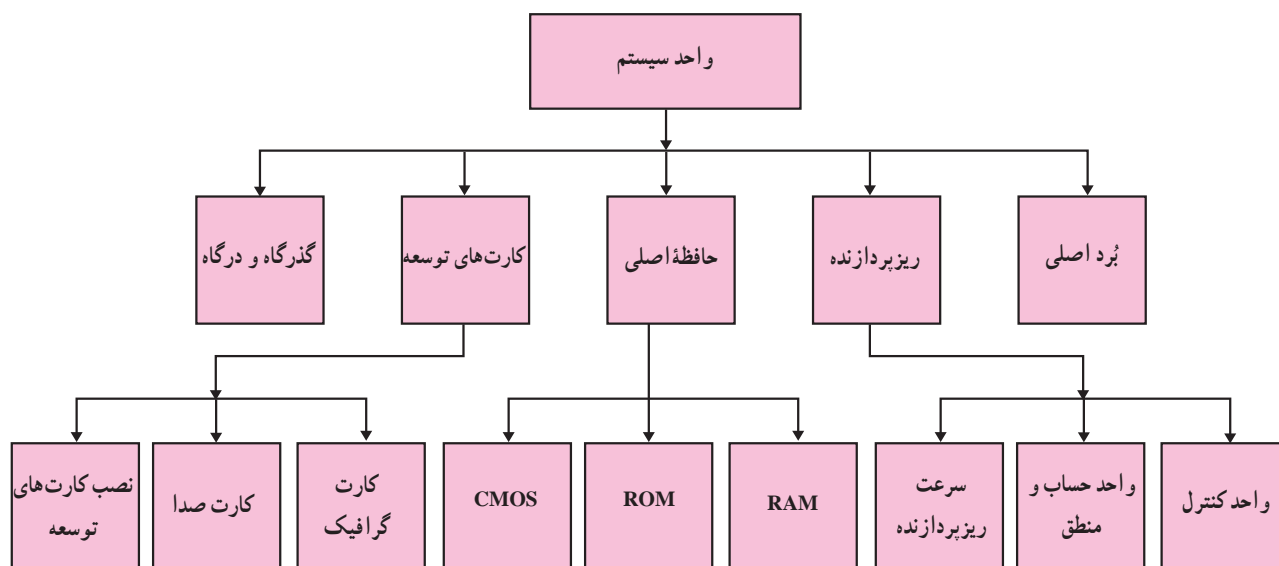 واحد سیستم
بُرد اصلی
ریزپردازنده
حافظهٔ اصلی
کارت‌های توسعه
گذرگاه و درگاه
واحد کنترل
واحد حساب و
منطق
سرعت
ریزپردازنده
RAM
ROM
CMOS
کارت
گرافیک
کارت صدا
نصب کارت‌های
توسعه